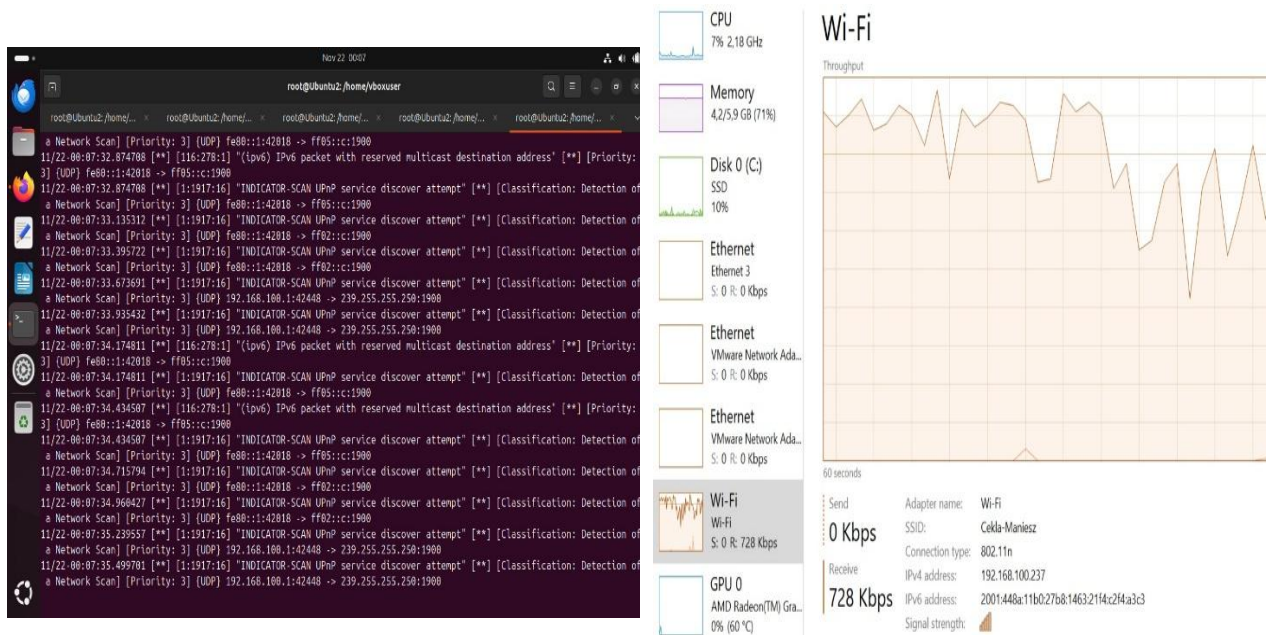 Nov 22 00:07
root@Ubuntu2: /home/vboxuser
root@Ubuntu2: /home/... × root@Ubuntu2: /home/... × root@Ubuntu2: /home/... × root@Ubuntu2: /home/... × root@Ubuntu2: /home/... ×
a Network Scan] [Priority: 3] {UDP} fe80::1:42018 -> ff05::c:1900
11/22-00:07:32.874708 [**] [116:278:1] "(ipv6) IPv6 packet with reserved multicast destination address" [**] [Priority:
3] {UDP} fe80::1:42018 -> ff05::c:1900
11/22-00:07:32.874708 [**] [1:1917:16] "INDICATOR-SCAN UPnP service discover attempt" [**] [Classification: Detection of
a Network Scan] [Priority: 3] {UDP} fe80::1:42018 -> ff05::c:1900
11/22-00:07:33.135312 [**] [1:1917:16] "INDICATOR-SCAN UPnP service discover attempt" [**] [Classification: Detection of
a Network Scan] [Priority: 3] {UDP} fe80::1:42018 -> ff02::c:1900
11/22-00:07:33.395722 [**] [1:1917:16] "INDICATOR-SCAN UPnP service discover attempt" [**] [Classification: Detection of
a Network Scan] [Priority: 3] {UDP} fe80::1:42018 -> ff02::c:1900
11/22-00:07:33.673691 [**] [1:1917:16] "INDICATOR-SCAN UPnP service discover attempt" [**] [Classification: Detection of
a Network Scan] [Priority: 3] {UDP} 192.168.100.1:42448 -> 239.255.255.250:1900
11/22-00:07:33.935432 [**] [1:1917:16] "INDICATOR-SCAN UPnP service discover attempt" [**] [Classification: Detection of
a Network Scan] [Priority: 3] {UDP} 192.168.100.1:42448 -> 239.255.255.250:1900
11/22-00:07:34.174811 [**] [116:278:1] "(ipv6) IPv6 packet with reserved multicast destination address" [**] [Priority:
3] {UDP} fe80::1:42018 -> ff05::c:1900
11/22-00:07:34.174811 [**] [1:1917:16] "INDICATOR-SCAN UPnP service discover attempt" [**] [Classification: Detection of
a Network Scan] [Priority: 3] {UDP} fe80::1:42018 -> ff05::c:1900
11/22-00:07:34.434507 [**] [116:278:1] "(ipv6) IPv6 packet with reserved multicast destination address" [**] [Priority:
3] {UDP} fe80::1:42018 -> ff05::c:1900
11/22-00:07:34.434507 [**] [1:1917:16] "INDICATOR-SCAN UPnP service discover attempt" [**] [Classification: Detection of
a Network Scan] [Priority: 3] {UDP} fe80::1:42018 -> ff05::c:1900
11/22-00:07:34.715794 [**] [1:1917:16] "INDICATOR-SCAN UPnP service discover attempt" [**] [Classification: Detection of
a Network Scan] [Priority: 3] {UDP} fe80::1:42018 -> ff02::c:1900
11/22-00:07:34.960427 [**] [1:1917:16] "INDICATOR-SCAN UPnP service discover attempt" [**] [Classification: Detection of
a Network Scan] [Priority: 3] {UDP} fe80::1:42018 -> ff02::c:1900
11/22-00:07:35.239557 [**] [1:1917:16] "INDICATOR-SCAN UPnP service discover attempt" [**] [Classification: Detection of
a Network Scan] [Priority: 3] {UDP} 192.168.100.1:42448 -> 239.255.255.250:1900
11/22-00:07:35.499701 [**] [1:1917:16] "INDICATOR-SCAN UPnP service discover attempt" [**] [Classification: Detection of
a Network Scan] [Priority: 3] {UDP} 192.168.100.1:42448 -> 239.255.255.250:1900
CPU
7% 2,18 GHz
Memory
4,2/5,9 GB (71%)
Disk 0 (C:)
SSD
10%
Ethernet
Ethernet 3
S: 0 R: 0 Kbps
Ethernet
VMware Network Ada...
S: 0 R: 0 Kbps
Ethernet
VMware Network Ada...
S: 0 R: 0 Kbps
Wi-Fi
Wi-Fi
S: 0 R: 728 Kbps
GPU 0
AMD Radeon(TM) Gra...
0% (60 °C)
Wi-Fi
Throughput
60 seconds
Send
0 Kbps
Receive
728 Kbps
Adapter name: Wi-Fi
SSID: Cekla-Maniesz
Connection type: 802.11n
IPv4 address: 192.168.100.237
IPv6 address: 2001:448a:11b0:27b8:1463:21f4:c2f4:a3c3
Signal strength: